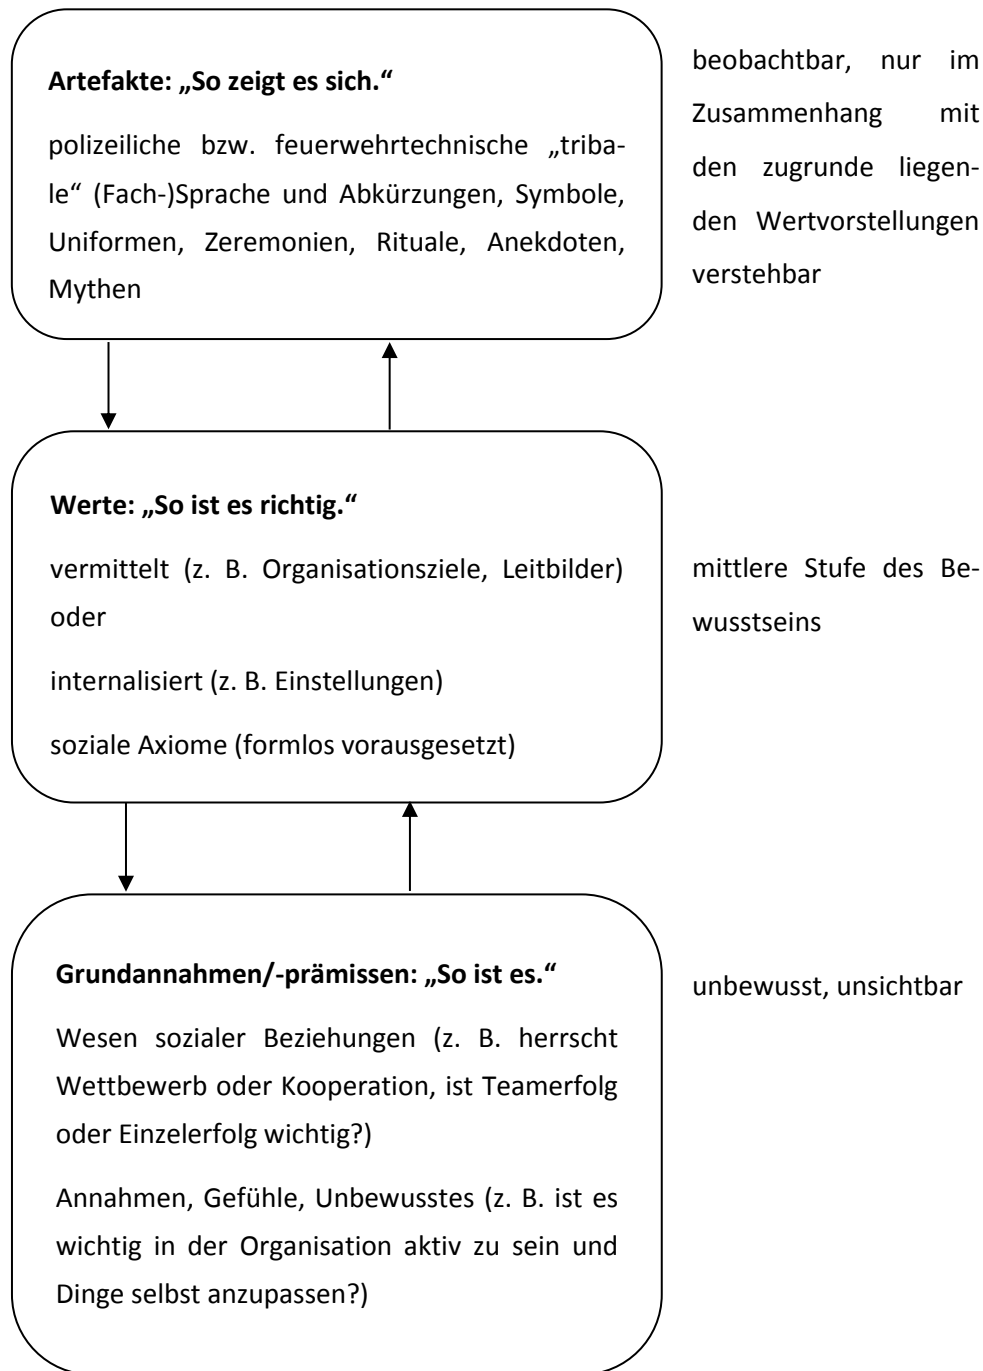 Artefakte: „So zeigt es sich.“
polizeiliche bzw. feuerwehrtechnische „triba-
le“ (Fach-)Sprache und Abkürzungen, Symbole,
Uniformen, Zeremonien, Rituale, Anekdoten,
Mythen
beobachtbar, nur im
Zusammenhang mit
den zugrunde liegen-
den Wertvorstellungen
verstehbar
Werte: „So ist es richtig.“
vermittelt (z. B. Organisationsziele, Leitbilder)
oder
internalisiert (z. B. Einstellungen)
soziale Axiome (formlos vorausgesetzt)
mittlere Stufe des Be-
wusstseins
Grundannahmen/-prämissen: „So ist es.“
Wesen sozialer Beziehungen (z. B. herrscht
Wettbewerb oder Kooperation, ist Teamerfolg
oder Einzelerfolg wichtig?)
Annahmen, Gefühle, Unbewusstes (z. B. ist es
wichtig in der Organisation aktiv zu sein und
Dinge selbst anzupassen?)
unbewusst, unsichtbar